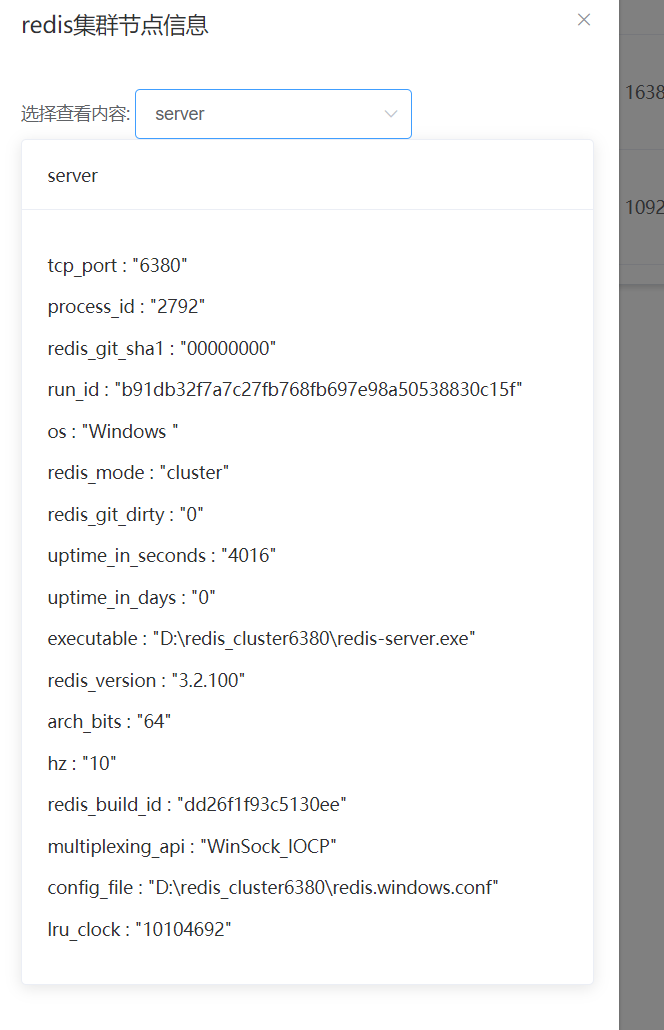 redis集群节点信息
选择查看内容: server
server
1638
1092
tcp_port : "6380"
process_id : "2792"
redis_git_sha1 : "00000000"
run_id : "b91db32f7a7c27fb768fb697e98a50538830c15f"
os : "Windows "
redis_mode : "cluster"
redis_git_dirty : "0"
uptime_in_seconds : "4016"
uptime_in_days : "0"
executable : "D:\redis_cluster6380\redis-server.exe"
redis_version : "3.2.100"
arch_bits : "64"
hz : "10"
redis_build_id : "dd26f1f93c5130ee"
multiplexing_api : "WinSock_IOCP"
config_file : "D:\redis_cluster6380\redis.windows.conf"
lru_clock : "10104692"